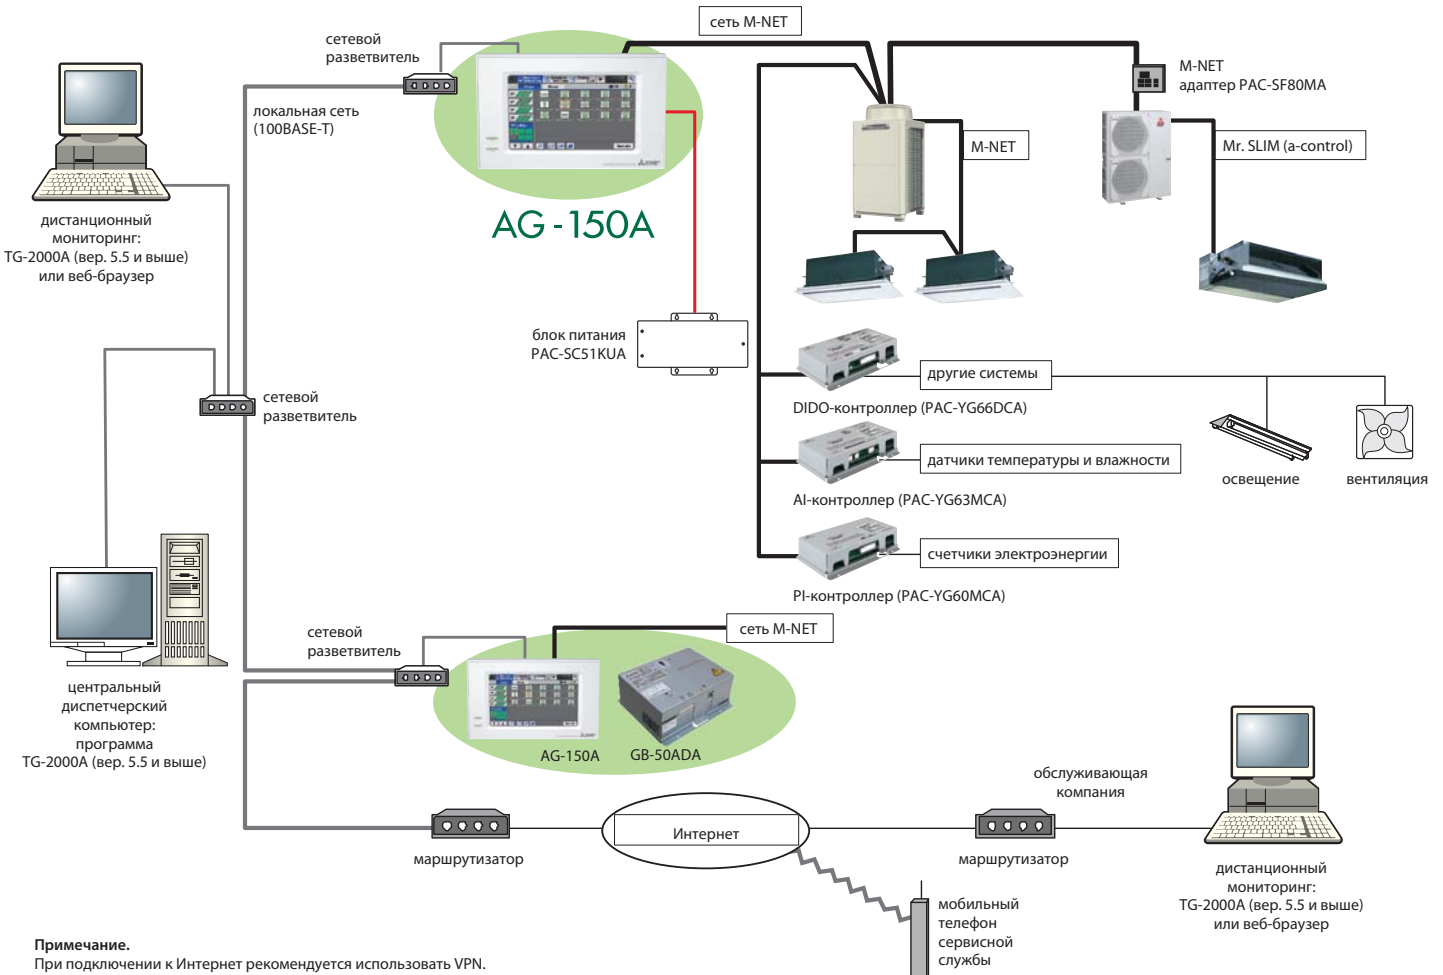 сеть M-NET
сетевой
разветвитель
M-NET
адаптер PAC-SF80MA
локальная сеть
(100BASE-T)
M-NET
Mr. SLIM (a-control)
AG-150A
дистанционный
мониторинг:
TG-2000A (вер. 5.5 и выше)
или веб-браузер
блок питания
PAC-SC51KUA
другие системы
DIDO-контроллер (PAC-YG66DCA)
сетевой
разветвитель
датчики температуры и влажности
освещение
вентиляция
AI-контроллер (PAC-YG63MCA)
счетчики электроэнергии
PI-контроллер (PAC-YG60MCA)
сеть M-NET
сетевой
разветвитель
центральный
диспетчерский
компьютер:
программа
TG-2000A (вер. 5.5 и выше)
AG-150A
GB-50ADA
обслуживающая
компания
Интернет
маршрутизатор
маршрутизатор
дистанционный
мониторинг:
TG-2000A (вер. 5.5 и выше)
или веб-браузер
мобильный
телефон
сервисной
службы
Примечание.
При подключении к Интернет рекомендуется использовать VPN.